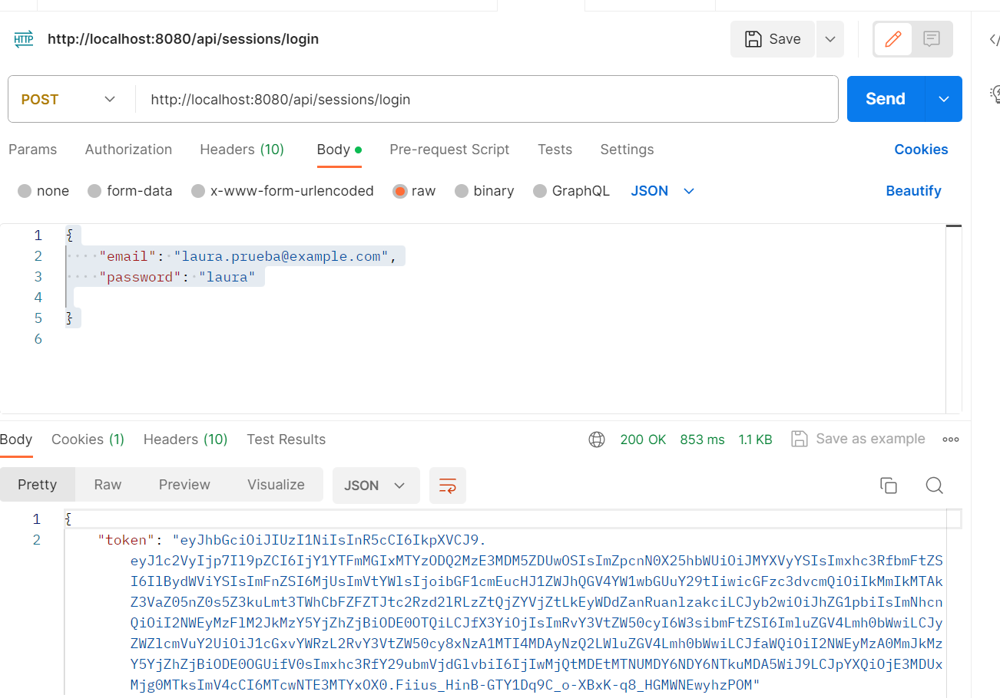 HTTP http://localhost:8080/api/sessions/login Save
POST http://localhost:8080/api/sessions/login Send
Params Authorization Headers (10) Body Pre-request Script Tests Settings Cookies
none form-data x-www-form-urlencoded raw binary GraphQL JSON Beautify
1 {
2 "email": "laura.prueba@example.com",
3 "password": "laura"
4
5 }
6
Body Cookies (1) Headers (10) Test Results 200 OK 853 ms 1.1 KB Save as example
Pretty Raw Preview Visualize JSON
1 {
2 "token": "eyJhbGciOiJIUzI1NiIsInR5cCI6IkpXVCJ9.
eyJ1c2VyIjp7Il9pZCI6IjY1YTFmMGIxMTYzODQ2MzE3MDM5ZDUwOSIsImZpcnN0X25hbWUiOiJMYXVyYSIsImxhc3RfbmFtZS
I6IlBydWViYSIsImFnZSI6MjUsImVtYWlsIjoibGF1cmEucHJ1ZWJhQGV4YW1wbGUuY29tIiwicGFzc3dvcmQiOiIkMmIkMTAk
Z3VaZ05nZ0s5Z3kuLmt3TWhCbFZFZTJtc2Rzd2lRLzZtQjZYVjZtLkEyWDdZanRuanlzakciLCJyb2wiOiJhZG1pbiIsImNhcn
QiOiI2NWEyMzFlM2JkMzY5YjZhZjBiODE0OTQiLCJfX3YiOjIsImRvY3VtZW50cyI6W3sibmFtZSI6ImluZGV4Lmh0bWwiLCJy
ZWZlcmVuY2UiOiJ1cGxvYWRzL2RvY3VtZW50cy8xNzA1MTI4MDAyNzQ2LWluZGV4Lmh0bWwiLCJfaWQiOiI2NWEyMzA0MmJkMz
Y5YjZhZjBiODE0OGUifV0sImxhc3RfY29ubmVjdGlvbiI6IjIwMjQtMDEtMTNUMDY6NDY6NTkuMDA5WiJ9LCJpYXQiOjE3MDUx
Mjg0MTksImV4cCI6MTcwNTE3MTYxOX0.Fiius_HinB-GTY1Dq9C_o-XBxK-q8_HGMWNEwyhzPOM"